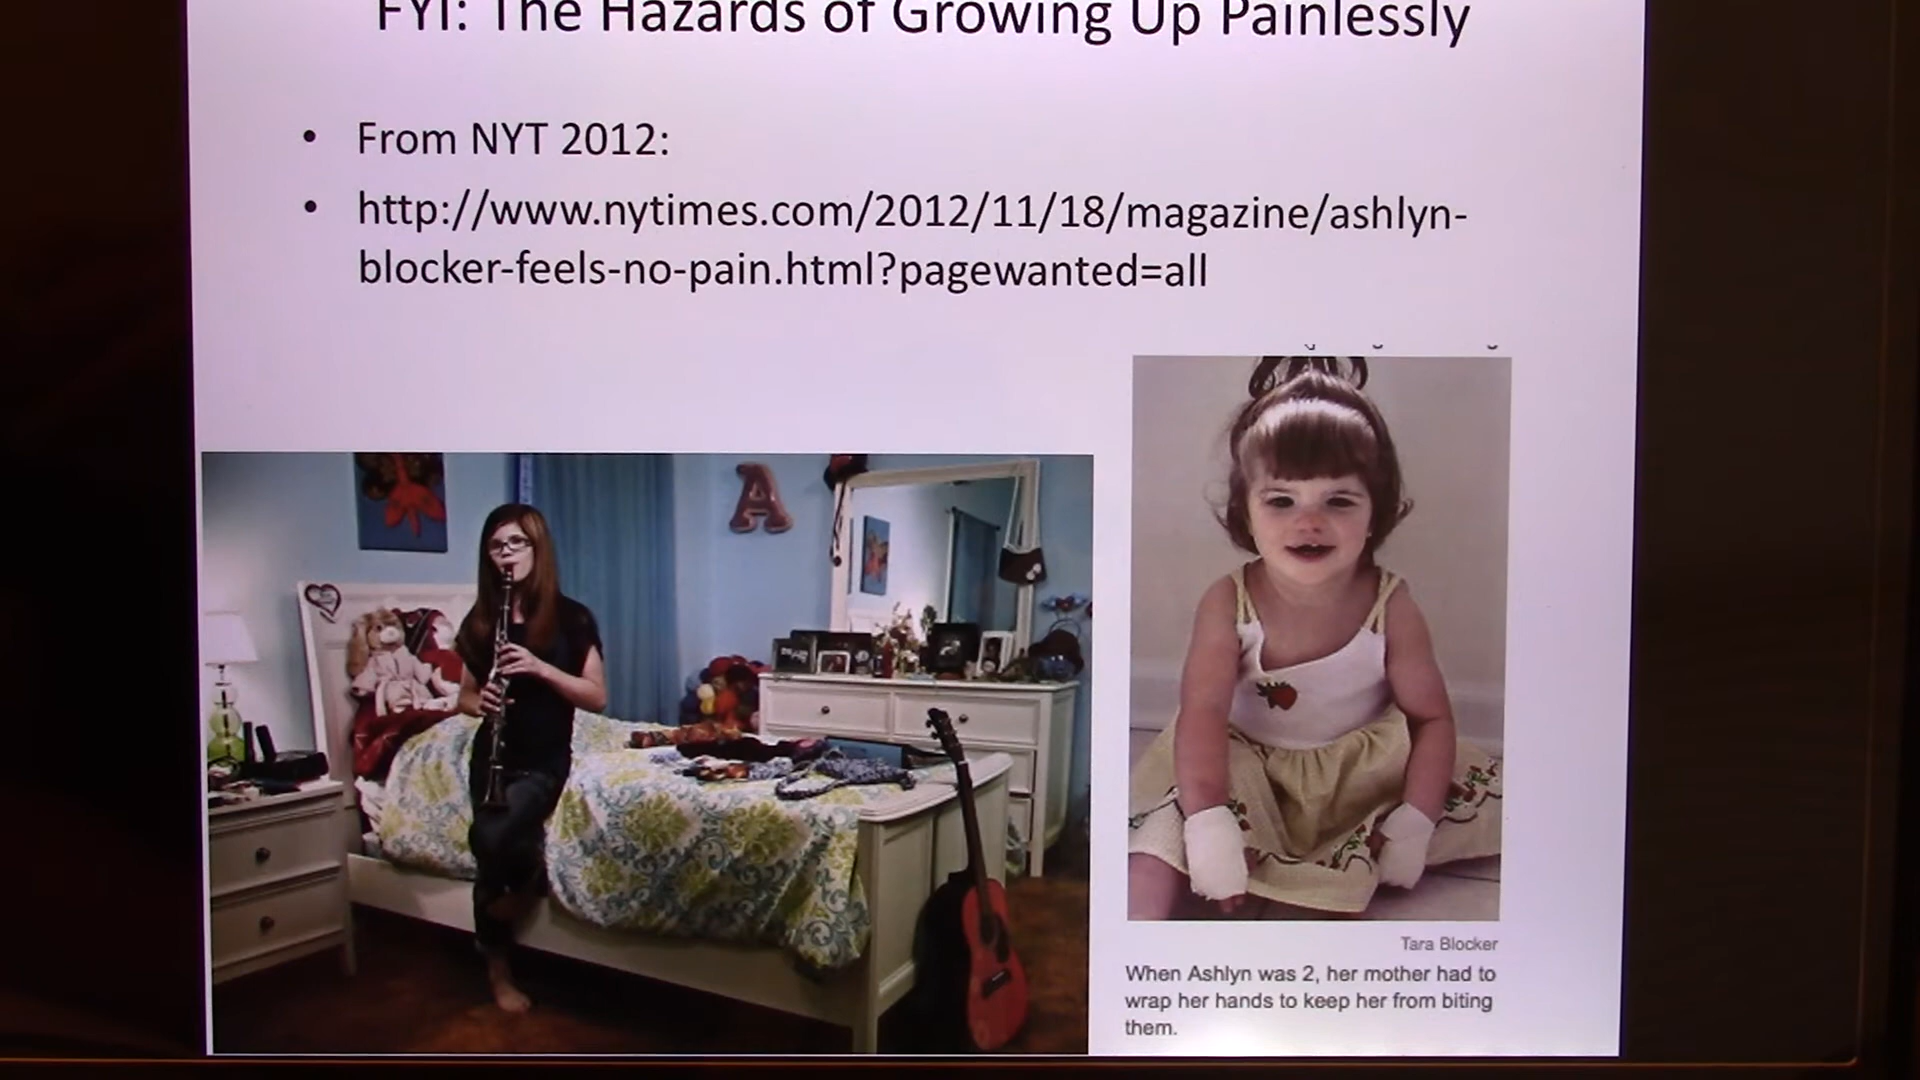 FYI: The Hazards of Growing Up Painlessly
• From NYT 2012:
• http://www.nytimes.com/2012/11/18/magazine/ashlyn-
blocker-feels-no-pain.html?pagewanted=all
A
Tara Blocker
When Ashlyn was 2, her mother had to
wrap her hands to keep her from biting
them.